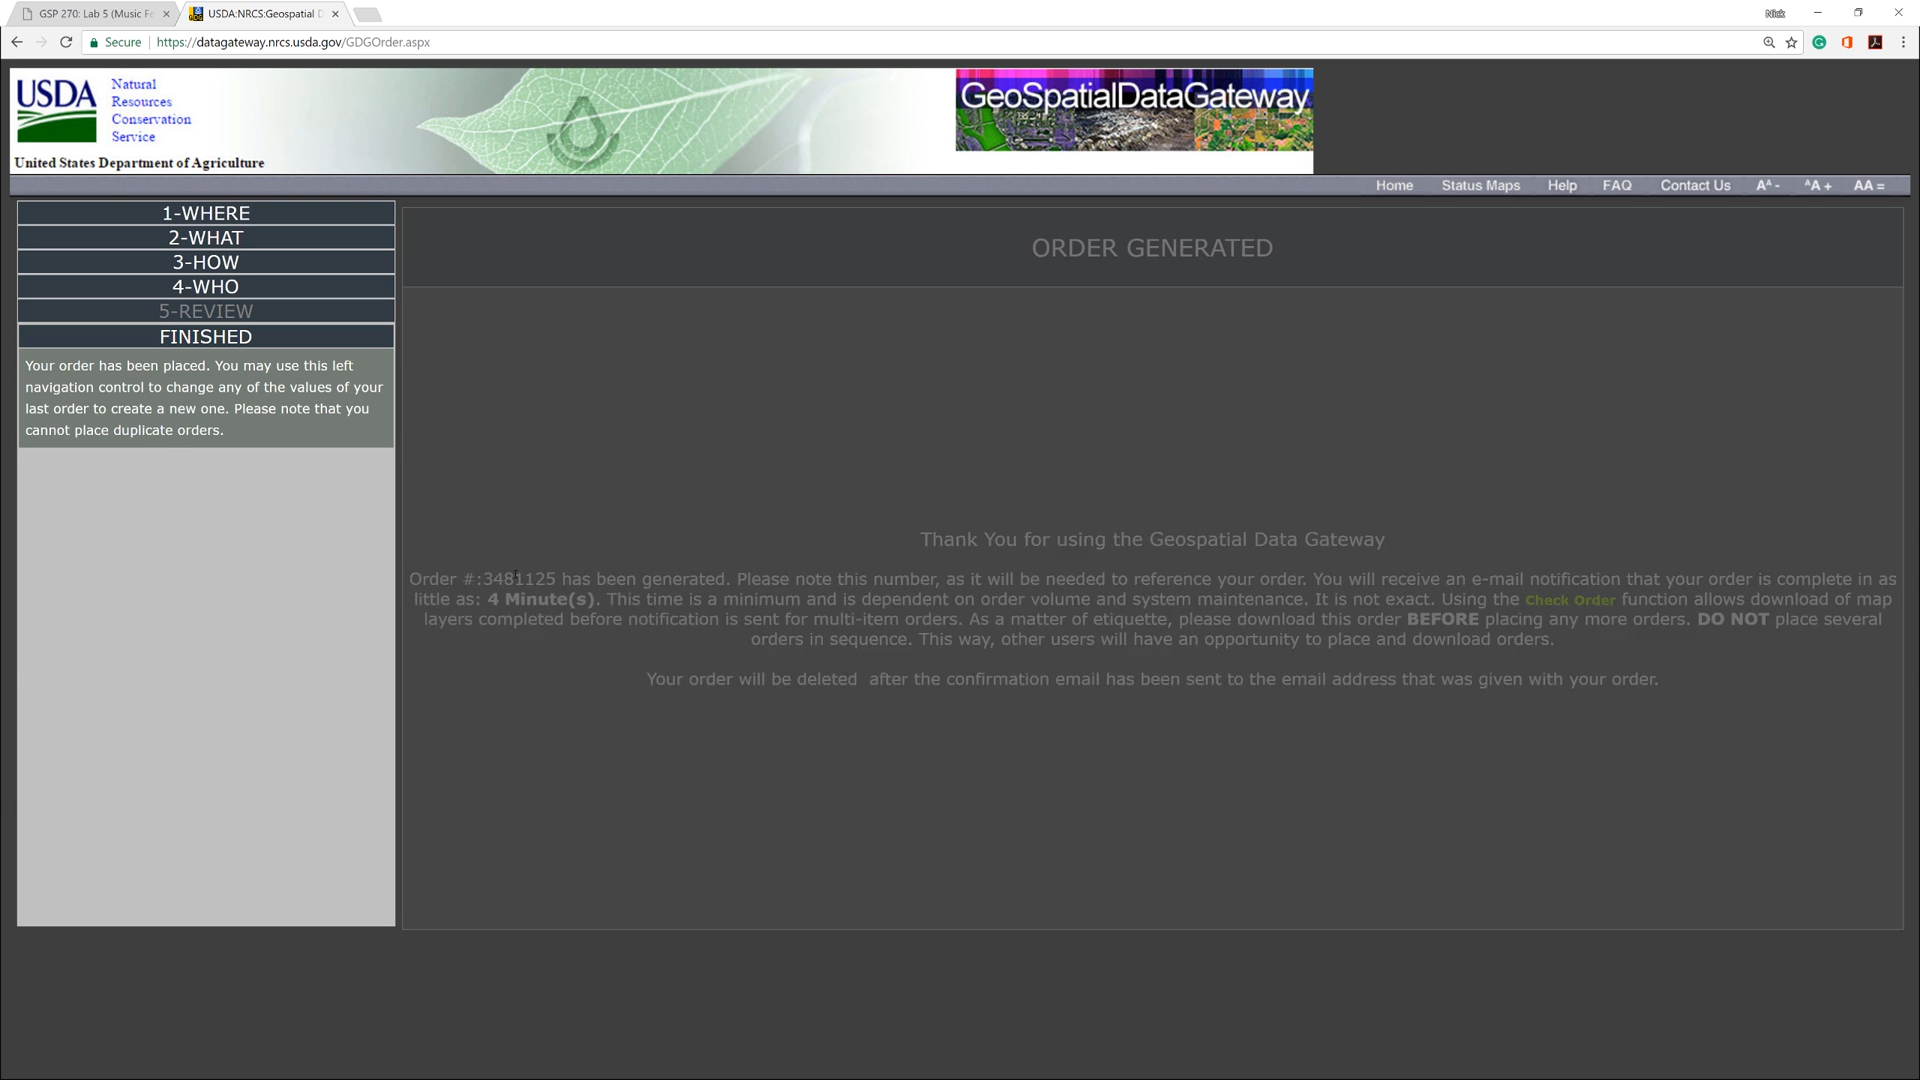 GSP 270: Lab 5 (Music Fe
USDA:NRCS:Geospatial D
Nick
Secure
https://datagateway.nrcs.usda.gov/GDGOrder.aspx
USDA
Natural
Resources
Conservation
Service
United States Department of Agriculture
GeoSpatialDataGateway
Home
Status Maps
Help
FAQ
Contact Us
AA -
AA +
AA =
1-WHERE
2-WHAT
3-HOW
4-WHO
5-REVIEW
FINISHED
Your order has been placed. You may use this left
navigation control to change any of the values of your
last order to create a new one. Please note that you
cannot place duplicate orders.
ORDER GENERATED
Thank You for using the Geospatial Data Gateway
Order #:3481125 has been generated. Please note this number, as it will be needed to reference your order. You will receive an e-mail notification that your order is complete in as
little as: 4 Minute(s). This time is a minimum and is dependent on order volume and system maintenance. It is not exact. Using the Check Order function allows download of map
layers completed before notification is sent for multi-item orders. As a matter of etiquette, please download this order BEFORE placing any more orders. DO NOT place several
orders in sequence. This way, other users will have an opportunity to place and download orders.
Your order will be deleted after the confirmation email has been sent to the email address that was given with your order.